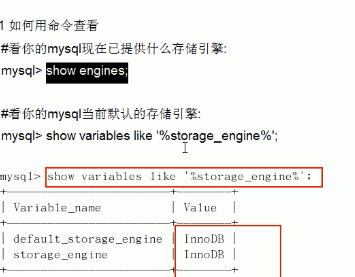 1 如何用命令查看
#看你的mysql现在已提供什么存储引擎:
mysql> show engines;
#看你的mysql当前默认的存储引擎:
mysql> show variables like '%storage_engine%';
mysql> show variables like '%storage_engine%';
+------------------------+--------+
| Variable_name | Value |
+------------------------+--------+
| default_storage_engine | InnoDB |
| storage_engine | InnoDB |
+------------------------+--------+